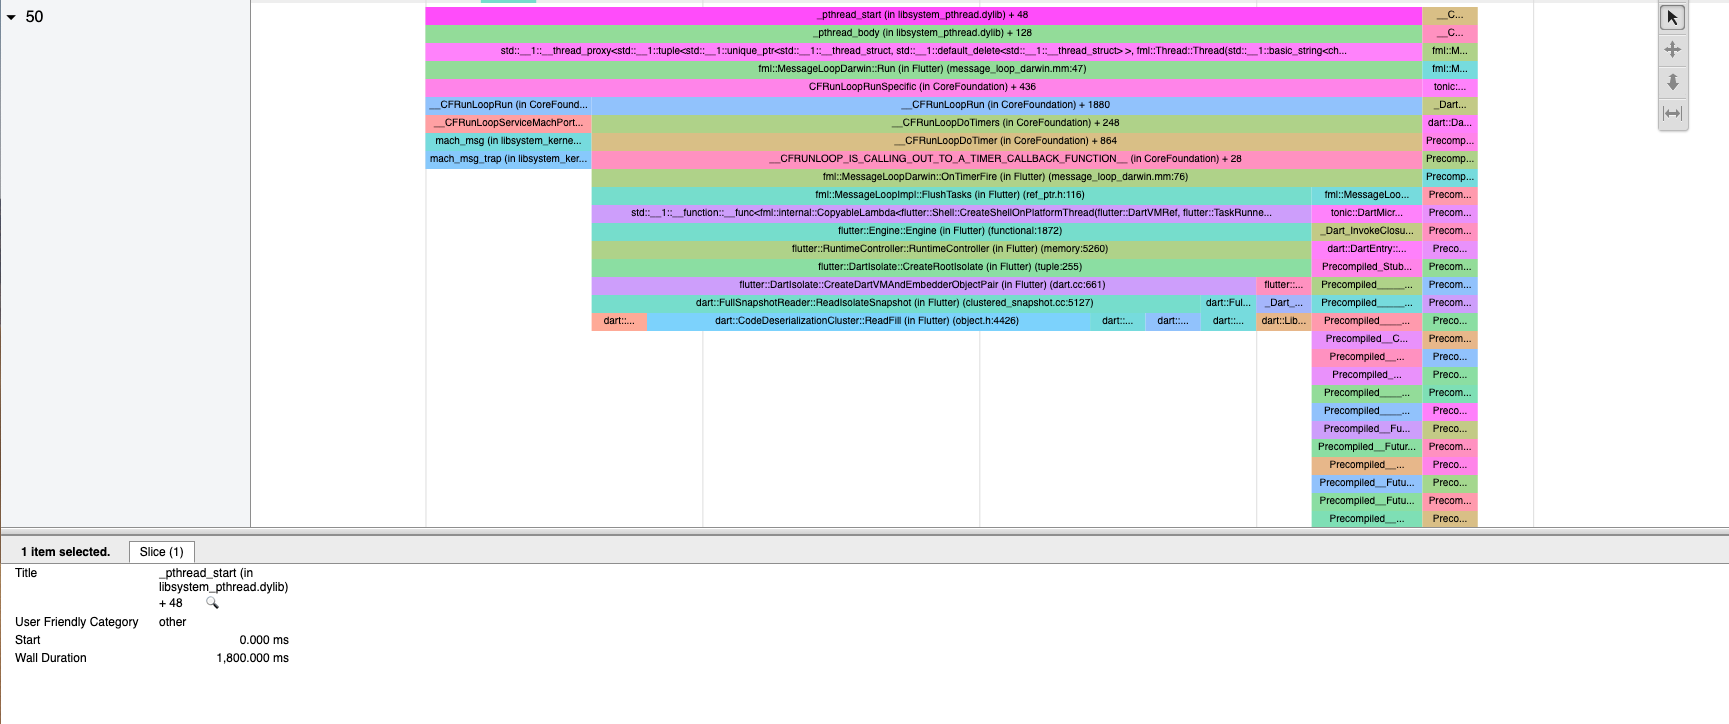 50
_pthread_start (in libsystem_pthread.dylib) + 48 __C...
_pthread_body (in libsystem_pthread.dylib) + 128 __C...
std::__1::__thread_proxy<std::__1::tuple<std::__1::unique_ptr<std::__1::__thread_struct, std::__1::default_delete<std::__1::__thread_struct> >, fml::Thread::Thread(std::__1::basic_string<ch... fml::M...
fml::MessageLoopDarwin::Run (in Flutter) (message_loop_darwin.mm:47) fml::M...
CFRunLoopRunSpecific (in CoreFoundation) + 436 tonic:...
__CFRunLoopRun (in CoreFound... __CFRunLoopRun (in CoreFoundation) + 1880 _Dart...
__CFRunLoopServiceMachPort... __CFRunLoopDoTimers (in CoreFoundation) + 248 dart::Da...
mach_msg (in libsystem_kerne... __CFRunLoopDoTimer (in CoreFoundation) + 864 Precomp...
mach_msg_trap (in libsystem_ker... __CFRUNLOOP_IS_CALLING_OUT_TO_A_TIMER_CALLBACK_FUNCTION__ (in CoreFoundation) + 28 Precomp...
fml::MessageLoopDarwin::OnTimerFire (in Flutter) (message_loop_darwin.mm:76) Precomp...
fml::MessageLoopImpl::FlushTasks (in Flutter) (ref_ptr.h:116) fml::MessageLoo... Precom...
std::__1::__function::__func<fml::internal::CopyableLambda<flutter::Shell::CreateShellOnPlatformThread(flutter::DartVMRef, flutter::TaskRunne... tonic::DartMicr... Precom...
flutter::Engine::Engine (in Flutter) (functional:1872) _Dart_InvokeClosu... Precom...
flutter::RuntimeController::RuntimeController (in Flutter) (memory:5260) dart::DartEntry::... Preco...
flutter::DartIsolate::CreateRootIsolate (in Flutter) (tuple:255) Precompiled_Stub... Precom...
flutter::DartIsolate::CreateDartVMAndEmbedderObjectPair (in Flutter) (dart.cc:661) flutter::... Precompiled_____... Precom...
dart::FullSnapshotReader::ReadIsolateSnapshot (in Flutter) (clustered_snapshot.cc:5127) dart::Ful... _Dart_... Precompiled_____... Precom...
dart::... dart::CodeDeserializationCluster::ReadFill (in Flutter) (object.h:4426) dart::... dart::... dart::... dart::Lib... Precompiled____... Preco...
Precompiled__C... Precom...
Precompiled__... Preco...
Precompiled_... Preco...
Precompiled____... Precom...
Precompiled____... Preco...
Precompiled__Fu... Preco...
Precompiled__Futur... Precom...
Precompiled__... Preco...
Precompiled__Futu... Preco...
Precompiled__Futu... Precom...
Precompiled__... Preco...
1 item selected. Slice (1)
Title _pthread_start (in
libsystem_pthread.dylib)
+ 48
User Friendly Category other
Start 0.000 ms
Wall Duration 1,800.000 ms